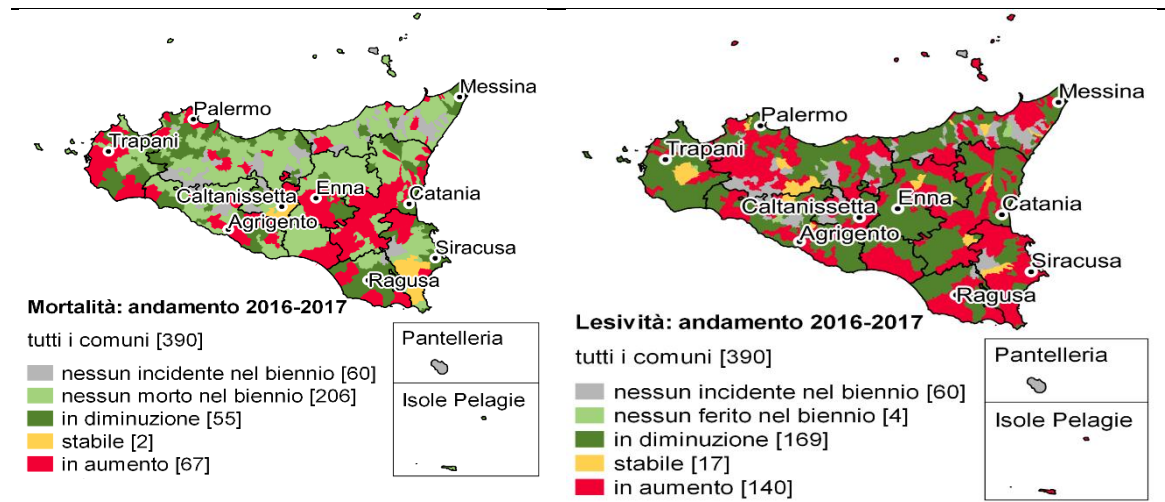 Messina
Palermo
Trapani
Enna
Caltanissetta
Catania
Agrigento
Siracusa
Ragusa
Mortalità: andamento 2016-2017
tutti i comuni [390]
nessun incidente nel biennio [60]
nessun morto nel biennio [206]
in diminuzione [55]
stabile [2]
in aumento [67]
Pantelleria
Isole Pelagie
Messina
Palermo
Trapani
Enna
Caltanissetta
Catania
Agrigento
Siracusa
Ragusa
Lesività: andamento 2016-2017
tutti i comuni [390]
nessun incidente nel biennio [60]
nessun ferito nel biennio [4]
in diminuzione [169]
stabile [17]
in aumento [140]
Pantelleria
Isole Pelagie